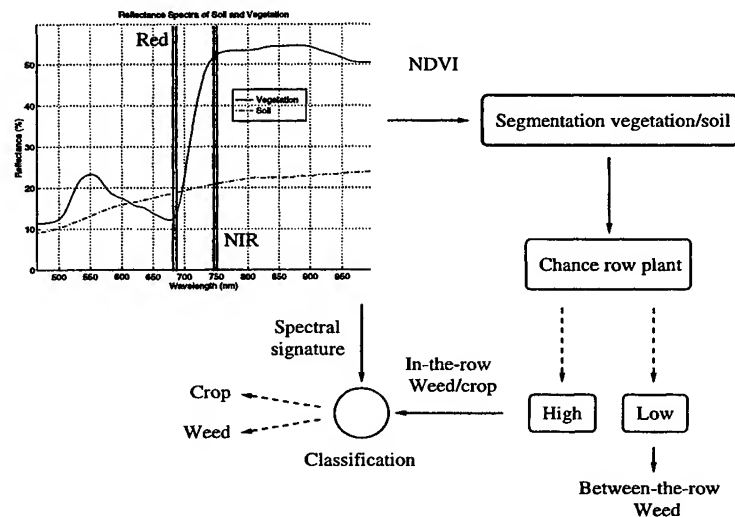 Reflectance Spectra of Soil and Vegetation
Red
NDVI
Vegetation
Soil
Reflectance (%)
50
40
30
20
10
0
NIR
500 550 600 650 700 750 800 850 900 950
Wavelength (nm)
Segmentation vegetation/soil
Chance row plant
Spectral
signature
In-the-row
Weed/crop
High
Low
Crop
Weed
Classification
Between-the-row
Weed